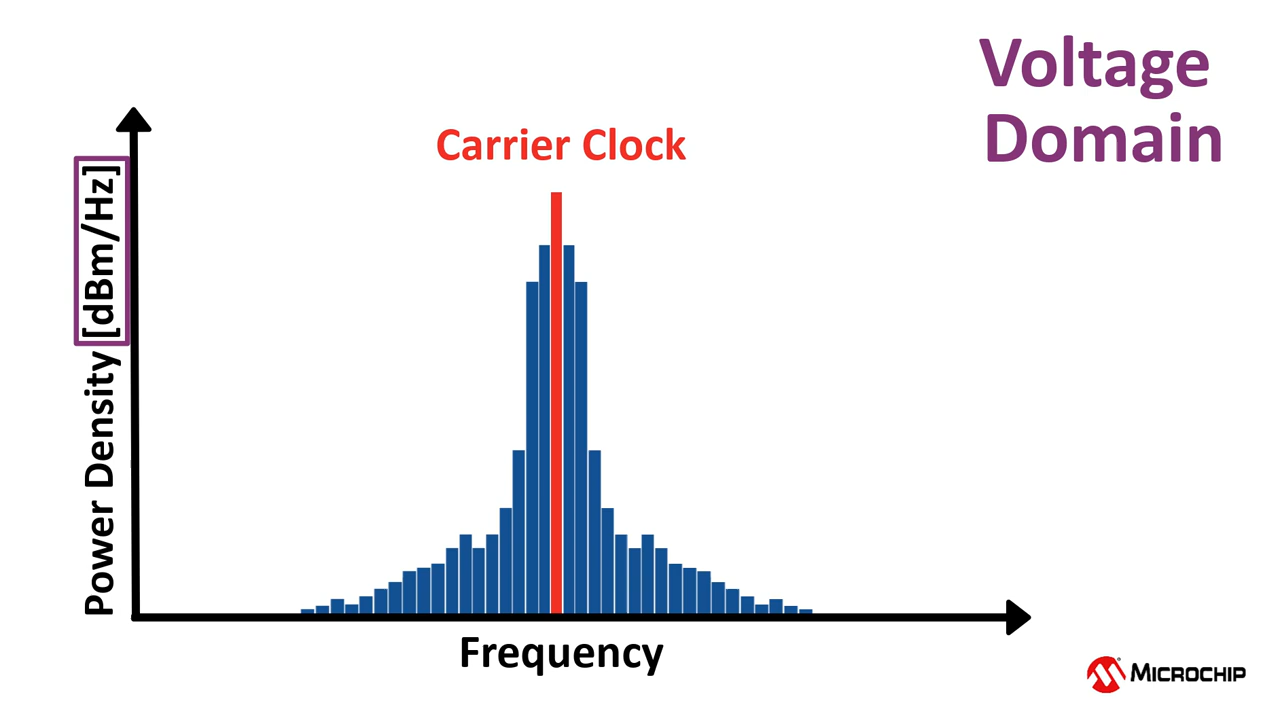 Voltage
Domain
Carrier Clock
Power Density [dBm/Hz]
Frequency
MICROCHIP